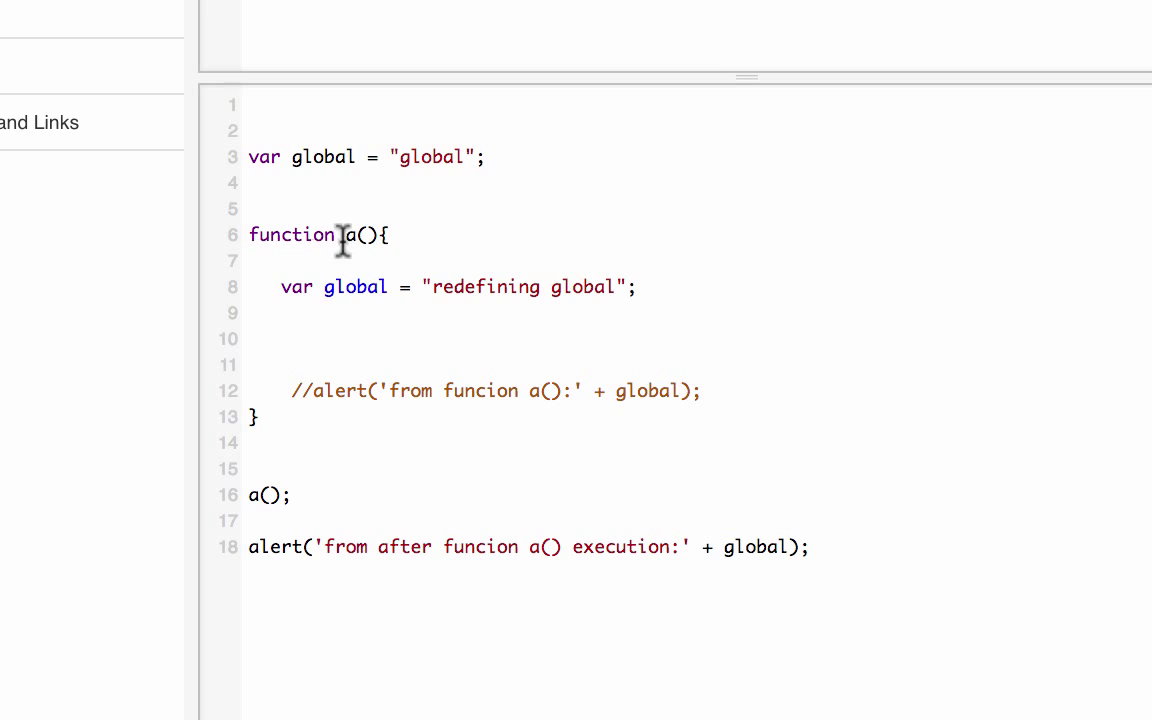 and Links
1
2
3 var global = "global";
4
5
6 function a(){
7
8 var global = "redefining global";
9
10
11
12 //alert('from funcion a():' + global);
13 }
14
15
16 a();
17
18 alert('from after funcion a() execution:' + global);